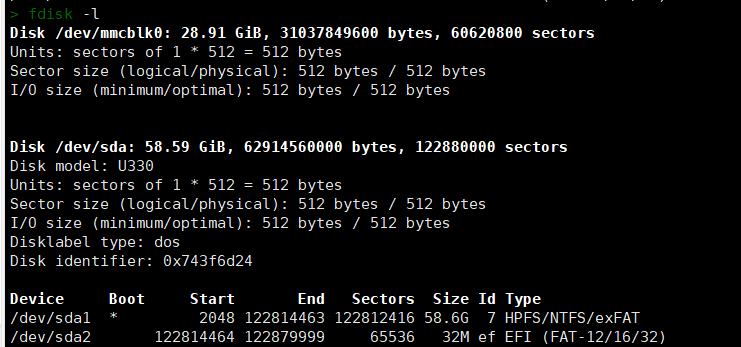 > fdisk -l
Disk /dev/mmcblk0: 28.91 GiB, 31037849600 bytes, 60620800 sectors
Units: sectors of 1 * 512 = 512 bytes
Sector size (logical/physical): 512 bytes / 512 bytes
I/O size (minimum/optimal): 512 bytes / 512 bytes
Disk /dev/sda: 58.59 GiB, 62914560000 bytes, 122880000 sectors
Disk model: U330
Units: sectors of 1 * 512 = 512 bytes
Sector size (logical/physical): 512 bytes / 512 bytes
I/O size (minimum/optimal): 512 bytes / 512 bytes
Disklabel type: dos
Disk identifier: 0x743f6d24
Device     Boot     Start       End   Sectors  Size Id Type
/dev/sda1  *         2048 122814463 122812416 58.6G  7 HPFS/NTFS/exFAT
/dev/sda2       122814464 122879999     65536   32M ef EFI (FAT-12/16/32)